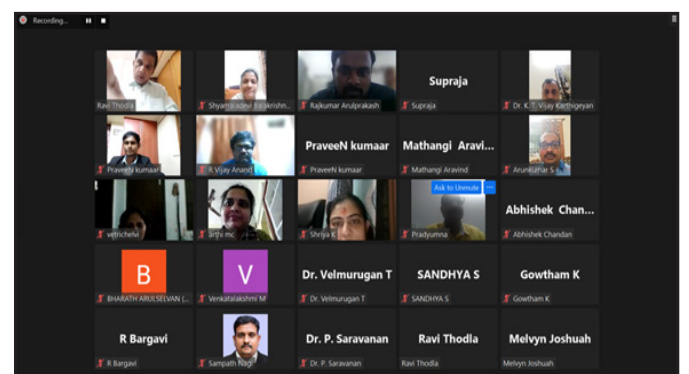 Recording...
Ravi Thodla
Shyamaladevi Balakrishn...
Rajkumar Arulprakash
Supraja
Supraja
Dr. K. T. Vijay Karthigeyan
PraveeN kumaar
R.Vijay Anand
PraveeN kumaar
PraveeN kumaar
Mathangi Aravi...
Mathangi Aravind
Arunkumar S
vetrichelvi
arthi mc
Shriya K
Ask to Unmute
...
Pradyumna
Abhishek Chan...
Abhishek Chandan
B
BHARATH ARULSELVAN (...
V
Venkatalakshmi M
Dr. Velmurugan T
Dr. Velmurugan T
SANDHYA S
SANDHYA S
Gowtham K
Gowtham K
R Bargavi
R Bargavi
Sampath Nagi
Dr. P. Saravanan
Dr. P. Saravanan
Ravi Thodla
Ravi Thodla
Melvyn Joshuah
Melvyn Joshuah